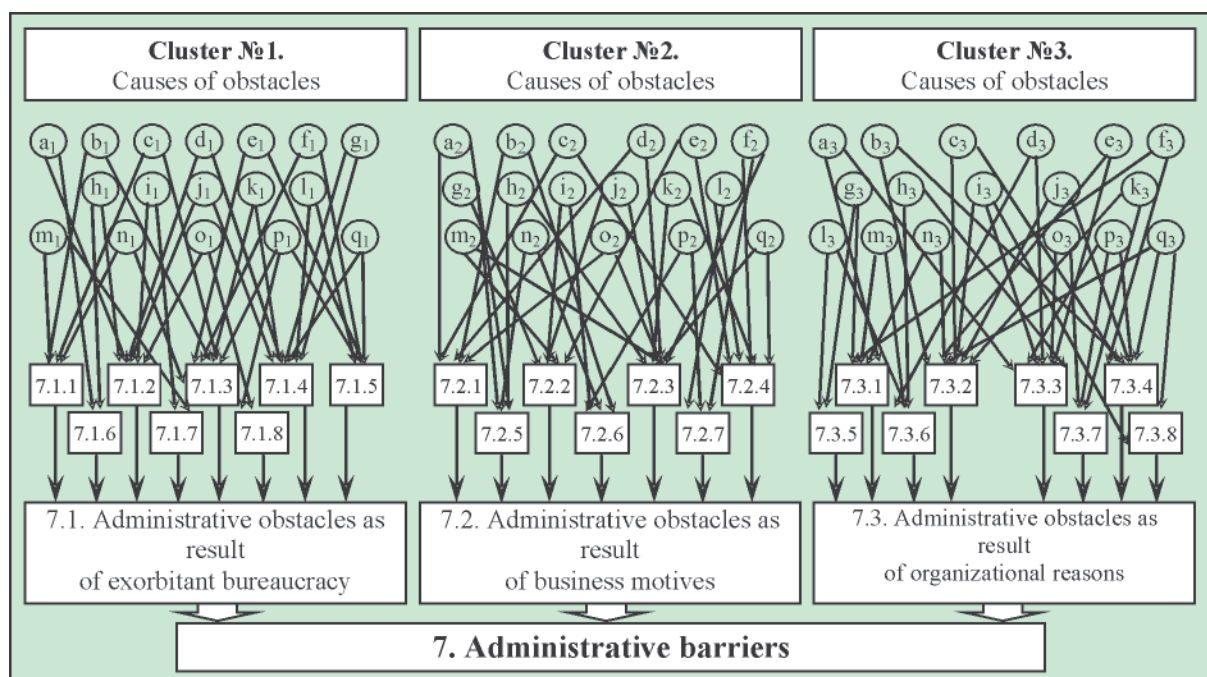 Cluster №1.
Causes of obstacles
Cluster №2.
Causes of obstacles
Cluster №3.
Causes of obstacles
a₁ b₁ c₁ d₁ e₁ f₁ g₁
h₁ i₁ j₁ k₁ l₁
m₁ n₁ o₁ p₁ q₁
a₂ b₂ c₂ d₂ e₂ f₂
g₂ h₂ i₂ j₂ k₂ l₂
m₂ n₂ o₂ p₂ q₂
a₃ b₃ c₃ d₃ e₃ f₃
g₃ h₃ i₃ j₃ k₃
l₃ m₃ n₃ o₃ p₃ q₃
7.1.1 7.1.2 7.1.3 7.1.4 7.1.5
7.1.6 7.1.7 7.1.8
7.2.1 7.2.2 7.2.3 7.2.4
7.2.5 7.2.6 7.2.7
7.3.1 7.3.2 7.3.3 7.3.4
7.3.5 7.3.6 7.3.7 7.3.8
7.1. Administrative obstacles as
result
of exorbitant bureaucracy
7.2. Administrative obstacles as
result
of business motives
7.3. Administrative obstacles as
result
of organizational reasons
7. Administrative barriers